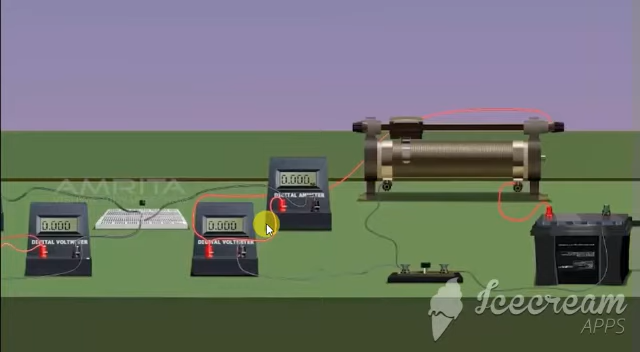 AMRITA
0.000
DIGITAL AMMETER
0.000
DIGITAL VOLTMETER
0.000
DIGITAL VOLTMETER
Icecream
APPS